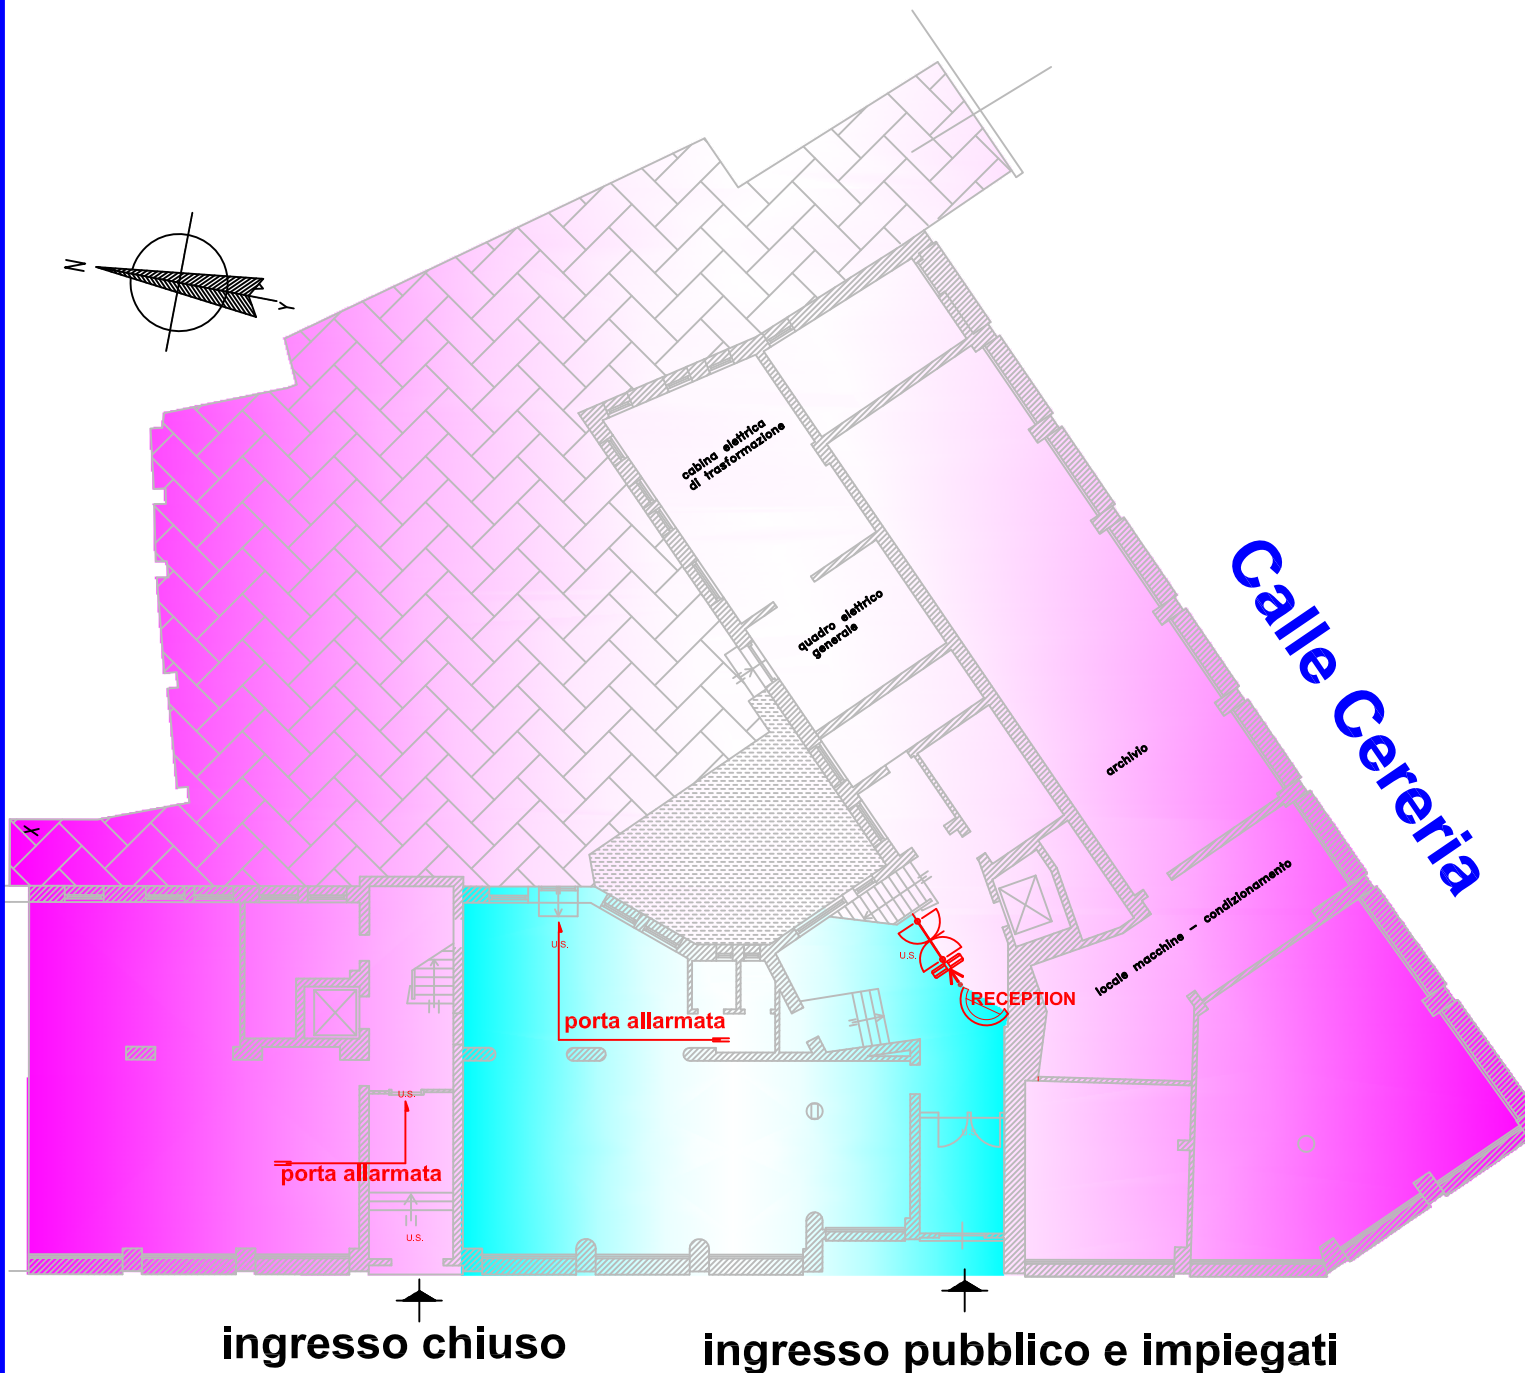 N
Y
cabina elettrica
di trasformazione
quadro elettrico
generale
Calle Cereria
archivio
X
locale macchine - condizionamento
U.S.
U.S.
RECEPTION
porta allarmata
U.S.
porta allarmata
U.S.
ingresso chiuso
ingresso pubblico e impiegati